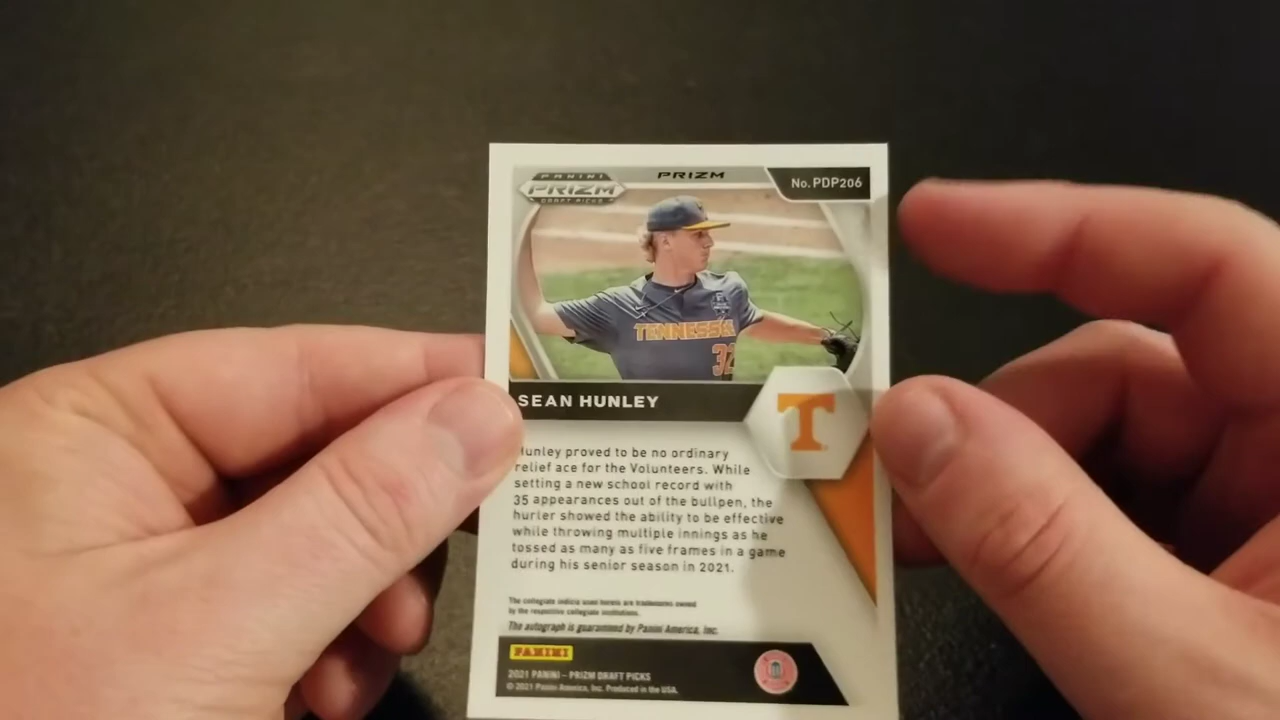 PANINI
PRIZM
DRAFT PICKS
PRIZM
No. PDP206
TENNESSEE
32
SEAN HUNLEY
T
Hunley proved to be no ordinary
relief ace for the Volunteers. While
setting a new school record with
35 appearances out of the bullpen, the
hurler showed the ability to be effective
while throwing multiple innings as he
tossed as many as five frames in a game
during his senior season in 2021.
The collegiate indicia used herein are trademarks owned
by the respective collegiate institutions.
The autograph is guaranteed by Panini America, Inc.
PANINI
2021 PANINI – PRIZM DRAFT PICKS
© 2021 Panini America, Inc. Produced in the USA.